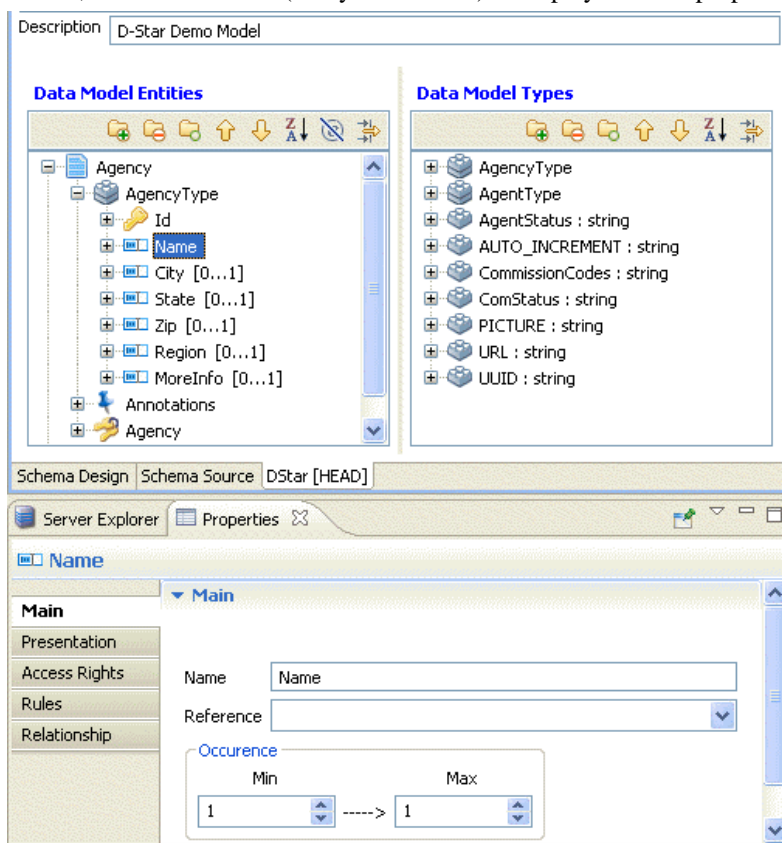 Description D-Star Demo Model
Data Model Entities
Agency
AgencyType
Id
Name
City [0...1]
State [0...1]
Zip [0...1]
Region [0...1]
MoreInfo [0...1]
Annotations
Agency
Data Model Types
AgencyType
AgentType
AgentStatus : string
AUTO_INCREMENT : string
CommissionCodes : string
ComStatus : string
PICTURE : string
URL : string
UUID : string
Schema Design Schema Source DStar [HEAD]
Server Explorer Properties
Name
Main
Presentation
Access Rights
Rules
Relationship
Main
Name Name
Reference
Occurence
Min Max
1 -----> 1